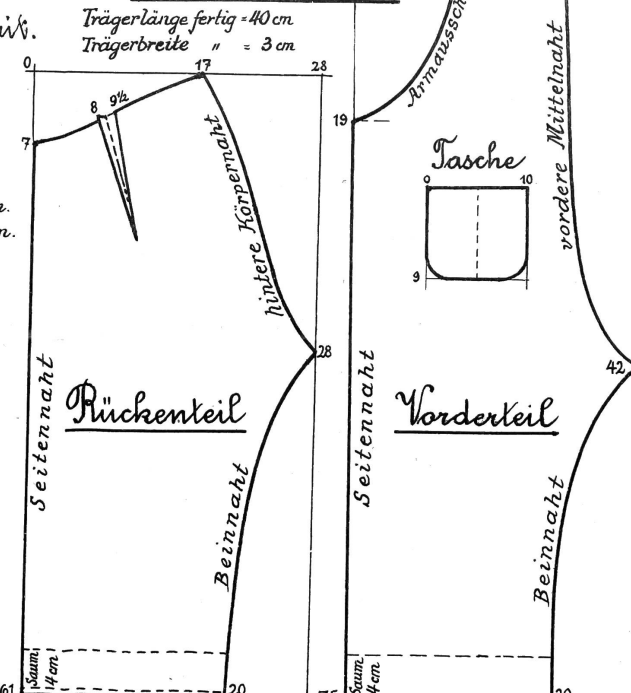 Trägerlänge fertig = 40 cm
Trägerbreite " = 3 cm
0
17
28
8
9½
7
hintere Körpernaht
28
Seitennaht
Rückenteil
Beinnaht
Saum
4 cm
61
20
Armaussch
19
vordere Mittelnaht
Tasche
0
10
9
42
Seitennaht
Vorderteil
Beinnaht
Saum
4 cm